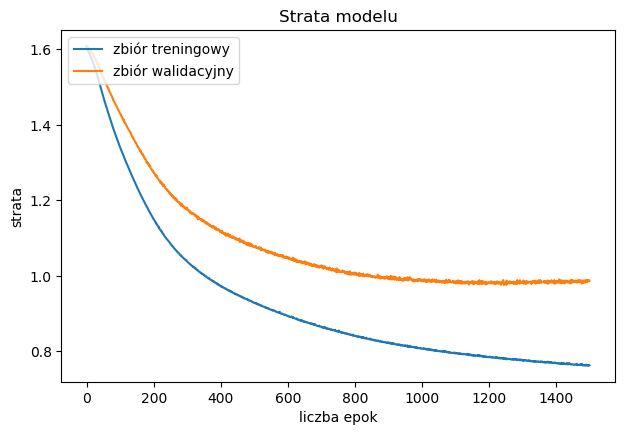 Strata modelu
zbiór treningowy
zbiór walidacyjny
strata
1.6
1.4
1.2
1.0
0.8
0 200 400 600 800 1000 1200 1400
liczba epok